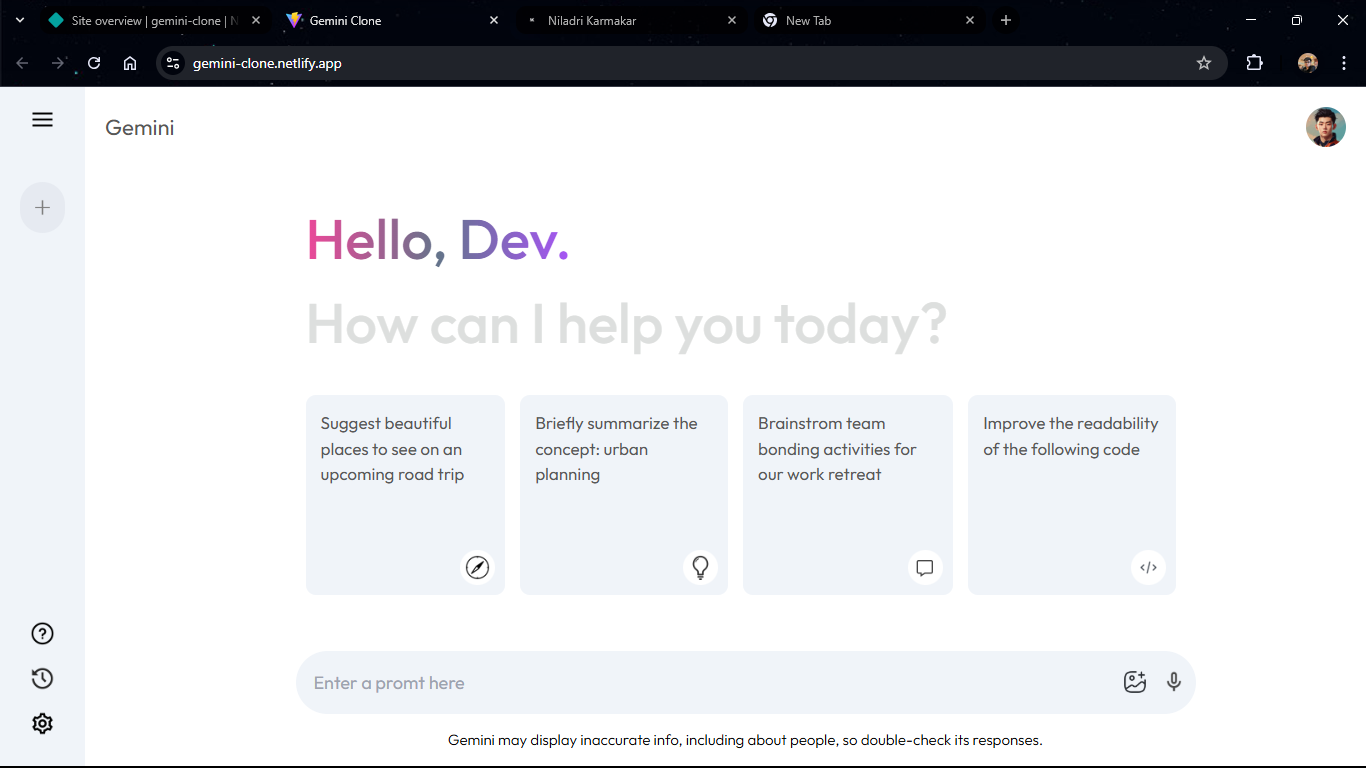 Site overview | gemini-clone | N
Gemini Clone
Niladri Karmakar
New Tab
gemini-clone.netlify.app
Gemini
Hello, Dev.
How can I help you today?
Suggest beautiful
places to see on an
upcoming road trip
Briefly summarize the
concept: urban
planning
Brainstrom team
bonding activities for
our work retreat
Improve the readability
of the following code
Enter a promt here
Gemini may display inaccurate info, including about people, so double-check its responses.